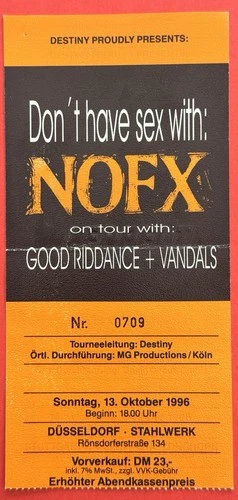 DESTINY PROUDLY PRESENTS:
Don't have sex with:
NOFX
on tour with:
GOOD RIDDANCE + VANDALS
Nr. 0709
Tourneeleitung: Destiny
Örtl. Durchführung: MG Productions/Köln
Sonntag, 13. Oktober 1996
Beginn: 18.00 Uhr
DÜSSELDORF · STAHLWERK
Rönsdorferstraße 134
Vorverkauf: DM 23,-
inkl. 7% MwSt., zzgl. VVK-Gebühr
Erhöhter Abendkassenpreis